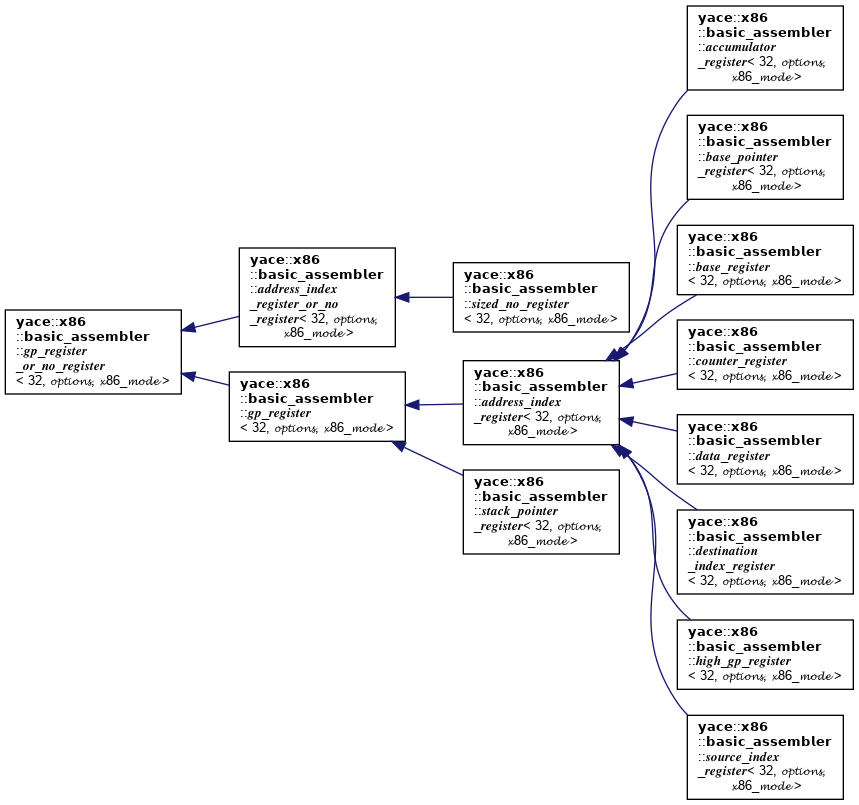 yace::x86
::basic_assembler
::accumulator
_register< 32, options,
x86_mode >
yace::x86
::basic_assembler
::base_pointer
_register< 32, options,
x86_mode >
yace::x86
::basic_assembler
::base_register
< 32, options, x86_mode >
yace::x86
::basic_assembler
::address_index
_register_or_no
_register< 32, options,
x86_mode >
yace::x86
::basic_assembler
::sized_no_register
< 32, options, x86_mode >
yace::x86
::basic_assembler
::gp_register
_or_no_register
< 32, options, x86_mode >
yace::x86
::basic_assembler
::counter_register
< 32, options, x86_mode >
yace::x86
::basic_assembler
::gp_register
< 32, options, x86_mode >
yace::x86
::basic_assembler
::address_index
_register< 32, options,
x86_mode >
yace::x86
::basic_assembler
::data_register
< 32, options, x86_mode >
yace::x86
::basic_assembler
::stack_pointer
_register< 32, options,
x86_mode >
yace::x86
::basic_assembler
::destination
_index_register
< 32, options, x86_mode >
yace::x86
::basic_assembler
::high_gp_register
< 32, options, x86_mode >
yace::x86
::basic_assembler
::source_index
_register< 32, options,
x86_mode >